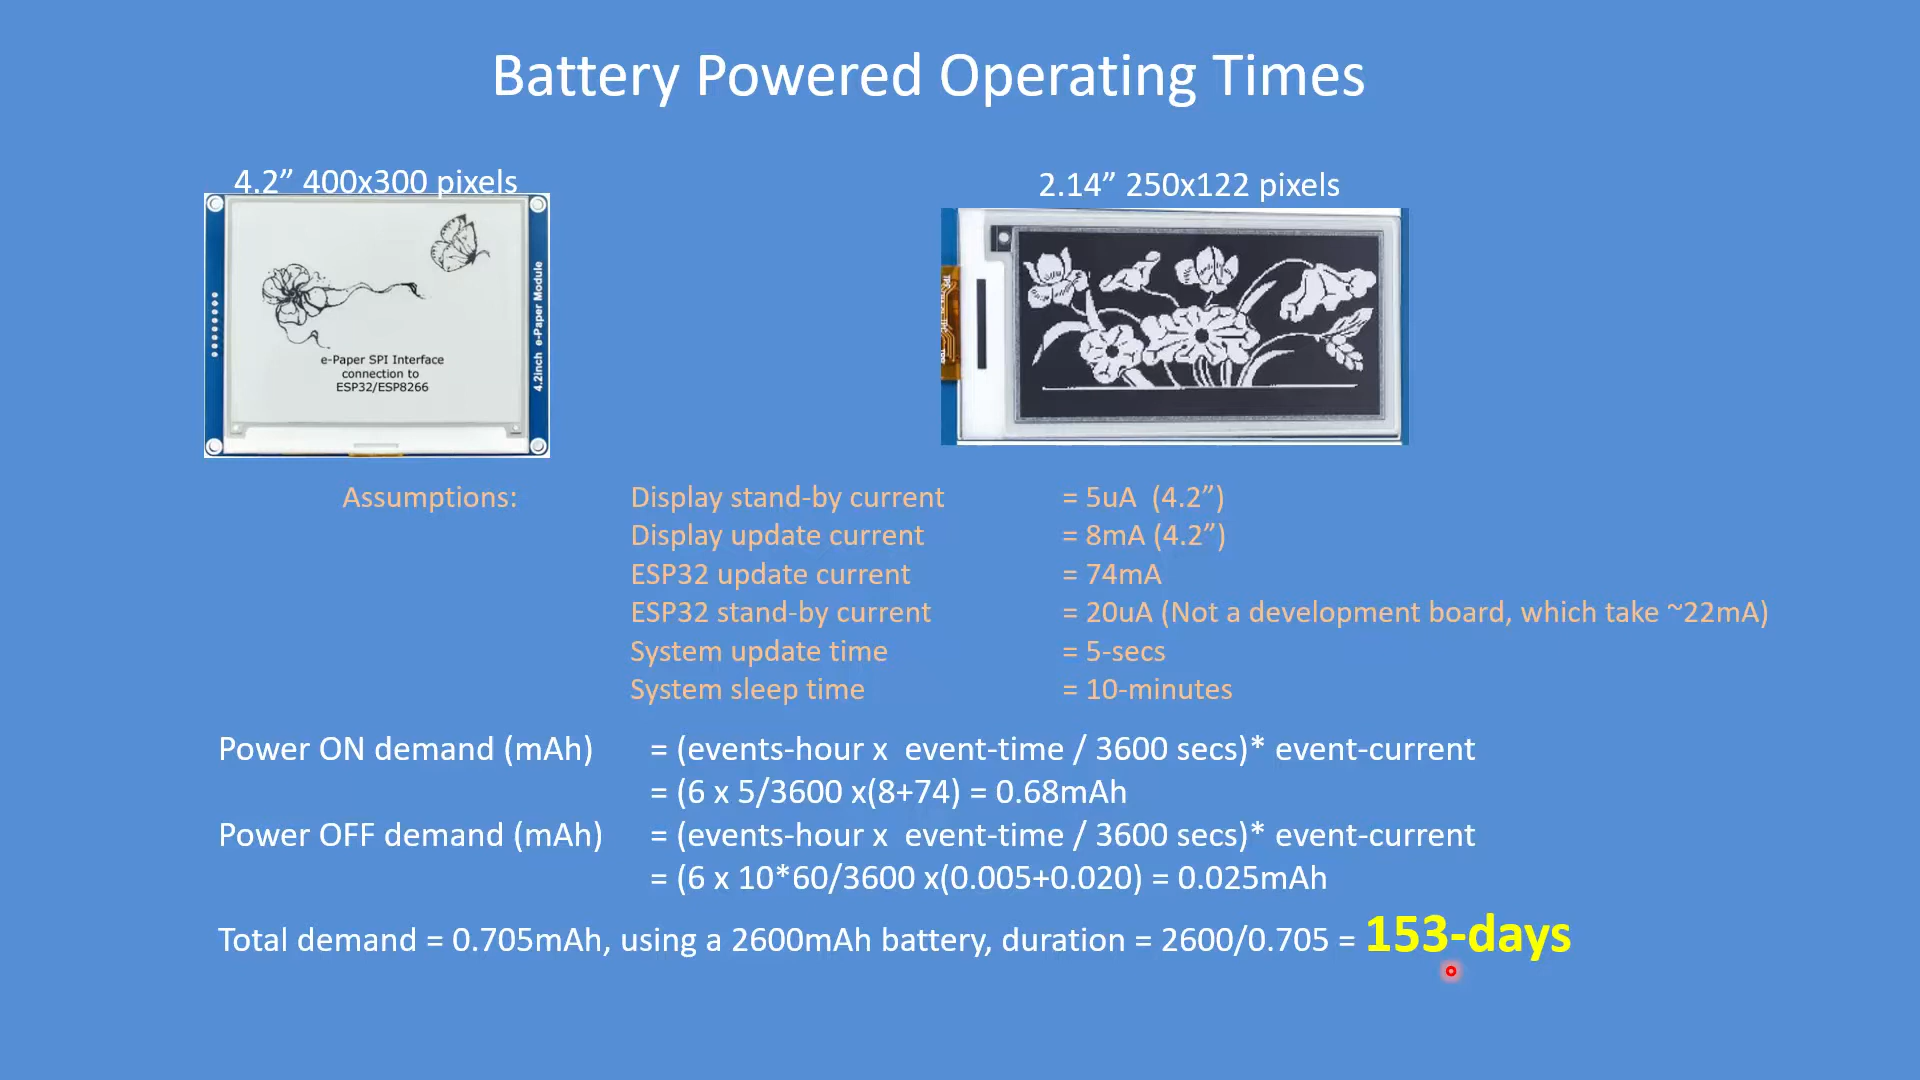 Battery Powered Operating Times
4.2” 400x300 pixels
2.14” 250x122 pixels
e-Paper SPI Interface
connection to
ESP32/ESP8266
4.2inch e-Paper Module
Assumptions:
Display stand-by current = 5uA (4.2”)
Display update current = 8mA (4.2”)
ESP32 update current = 74mA
ESP32 stand-by current = 20uA (Not a development board, which take ~22mA)
System update time = 5-secs
System sleep time = 10-minutes
Power ON demand (mAh) = (events-hour x event-time / 3600 secs)* event-current
= (6 x 5/3600 x(8+74) = 0.68mAh
Power OFF demand (mAh) = (events-hour x event-time / 3600 secs)* event-current
= (6 x 10*60/3600 x(0.005+0.020) = 0.025mAh
Total demand = 0.705mAh, using a 2600mAh battery, duration = 2600/0.705 = 153-days